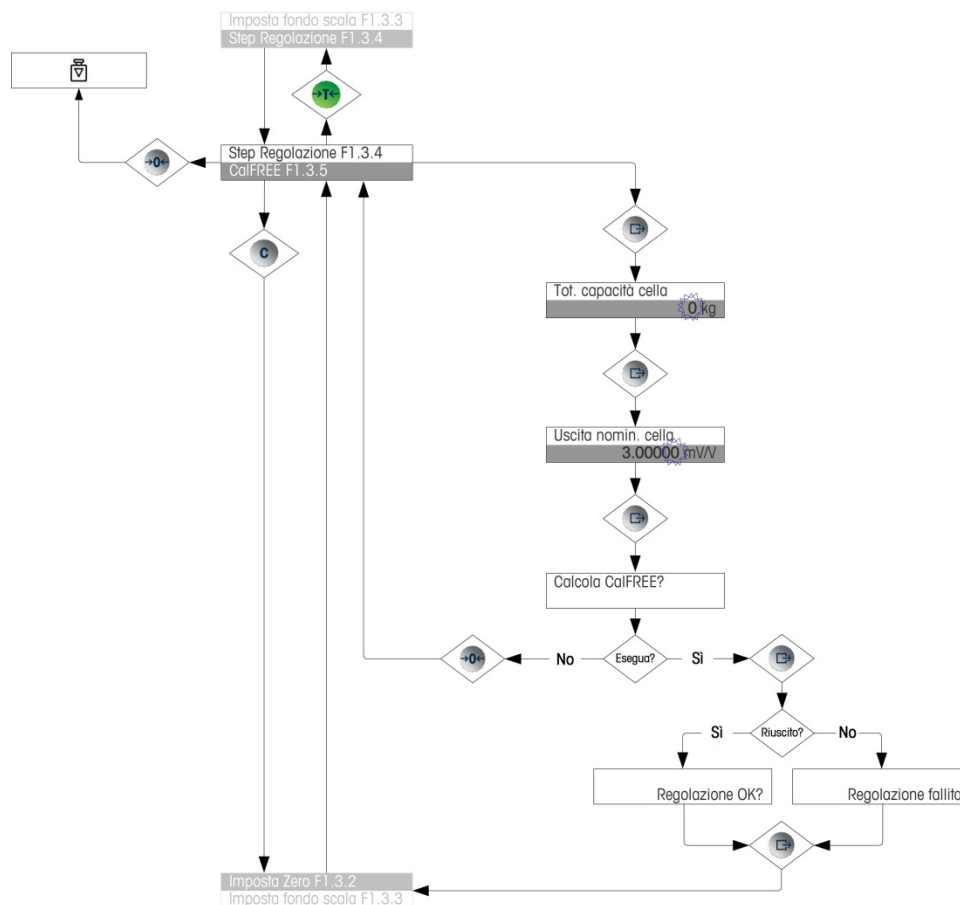 Imposta fondo scala F1.3.3
Step Regolazione F1.3.4
→T←
→0←
Step Regolazione F1.3.4
CalFREE F1.3.5
C
Tot. capacità cella
0 kg
Uscita nomin. cella
3.00000 mV/V
Calcola CalFREE?
→0←
No
Esegua?
Sì
Sì
Riuscito?
No
Regolazione OK?
Regolazione fallita
Imposta Zero F1.3.2
Imposta fondo scala F1.3.3